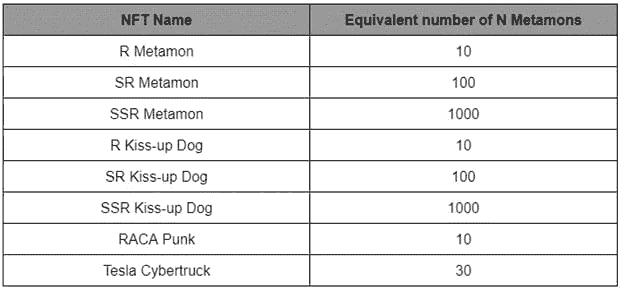 NFT Name Equivalent number of N Metamons
R Metamon 10
SR Metamon 100
SSR Metamon 1000
R Kiss-up Dog 10
SR Kiss-up Dog 100
SSR Kiss-up Dog 1000
RACA Punk 10
Tesla Cybertruck 30